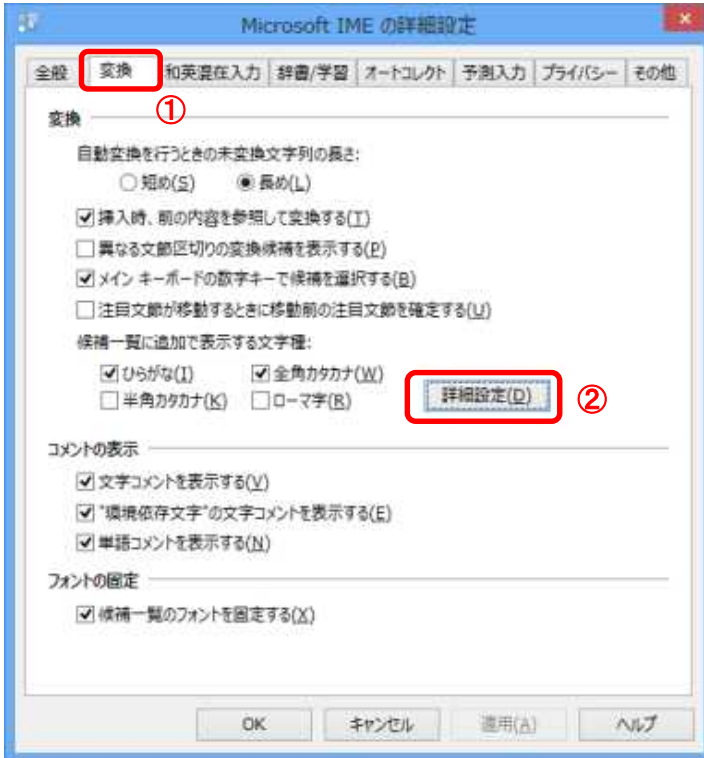 Microsoft IME の詳細設定
全般 変換 和英混在入力 辞書/学習 オートコレクト 予測入力 プライバシー その他
①
変換
自動変換を行うときの未変換文字列の長さ:
短め(S) 長め(L)
挿入時、前の内容を参照して変換する(T)
異なる文節区切りの変換候補を表示する(P)
メイン キーボードの数字キーで候補を選択する(B)
注目文節が移動するときに移動前の注目文節を確定する(U)
候補一覧に追加で表示する文字種:
ひらがな(I) 全角カタカナ(W)
半角カタカナ(K) ローマ字(R) 詳細設定(D) ②
コメントの表示
文字コメントを表示する(V)
"環境依存文字"の文字コメントを表示する(E)
単語コメントを表示する(N)
フォントの固定
候補一覧のフォントを固定する(X)
OK キャンセル 適用(A) ヘルプ